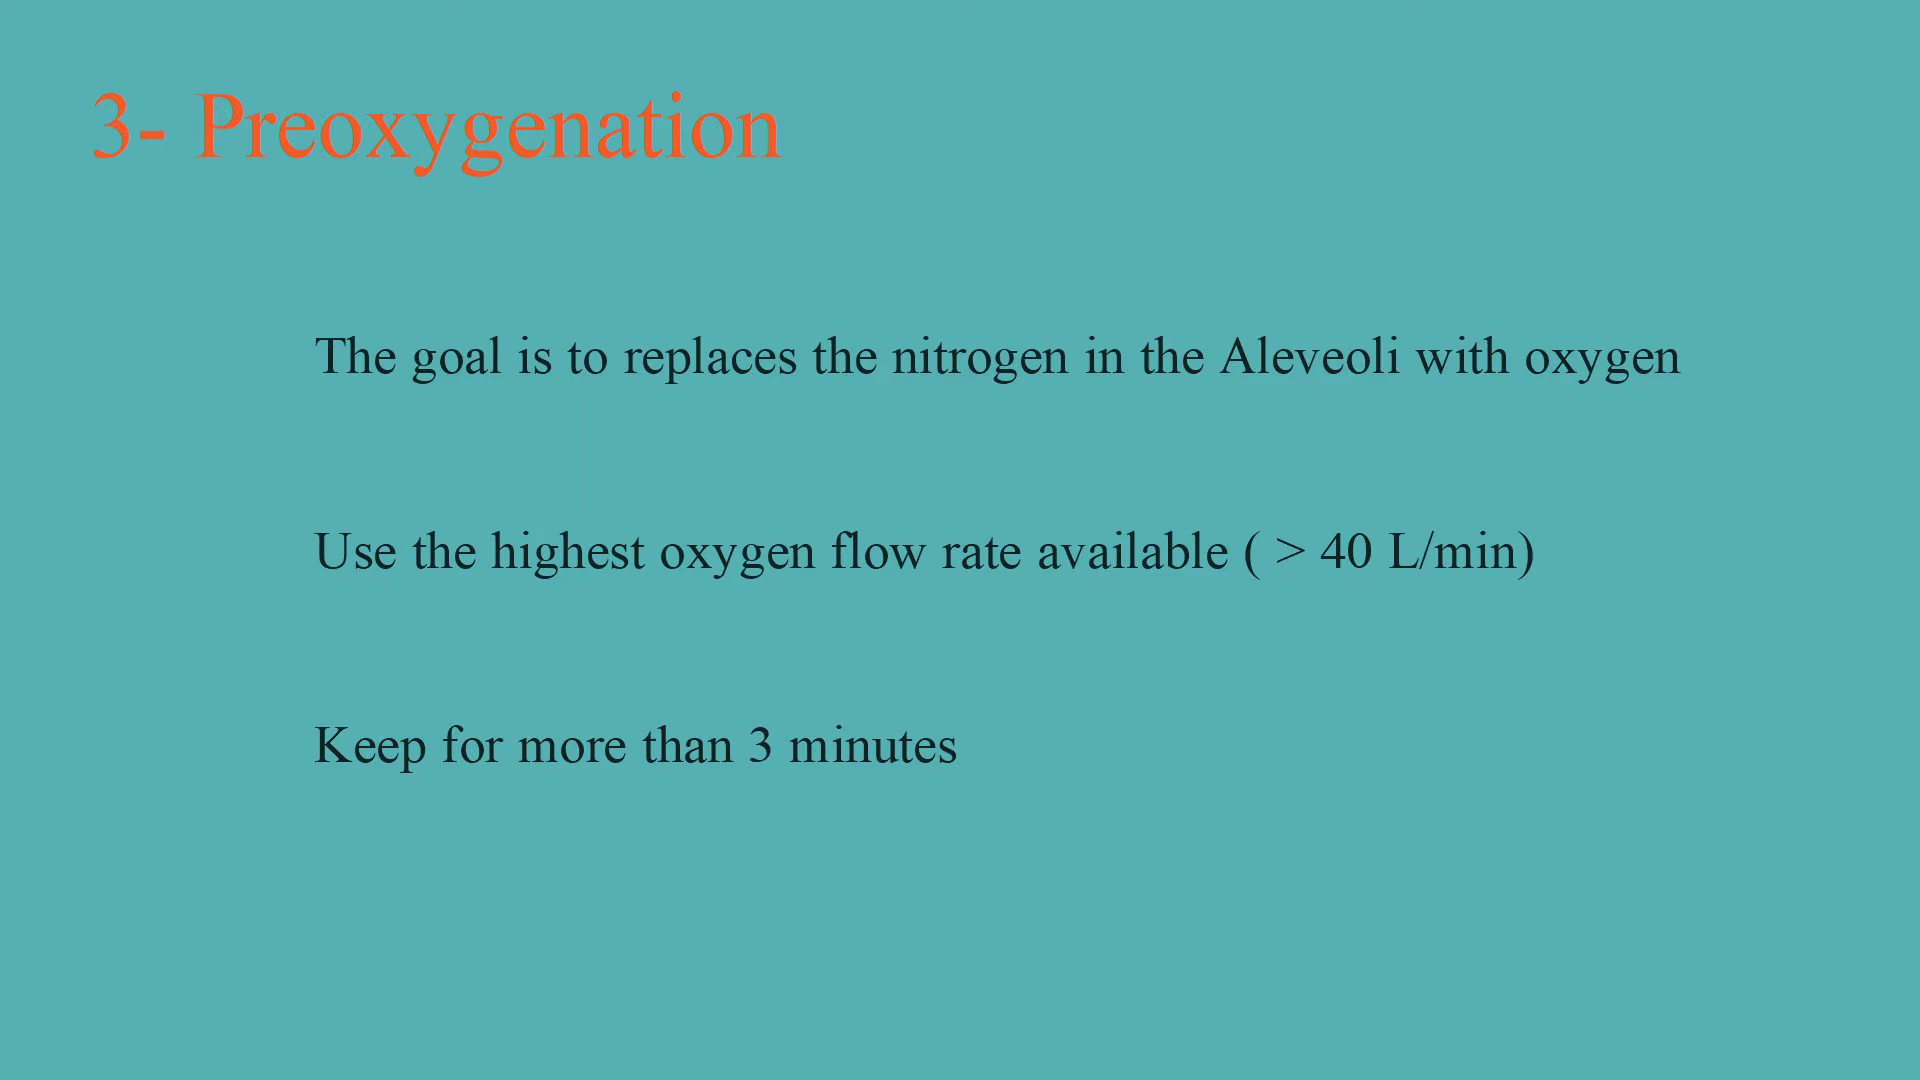 3- Preoxygenation
The goal is to replaces the nitrogen in the Aleveoli with oxygen
Use the highest oxygen flow rate available ( > 40 L/min)
Keep for more than 3 minutes